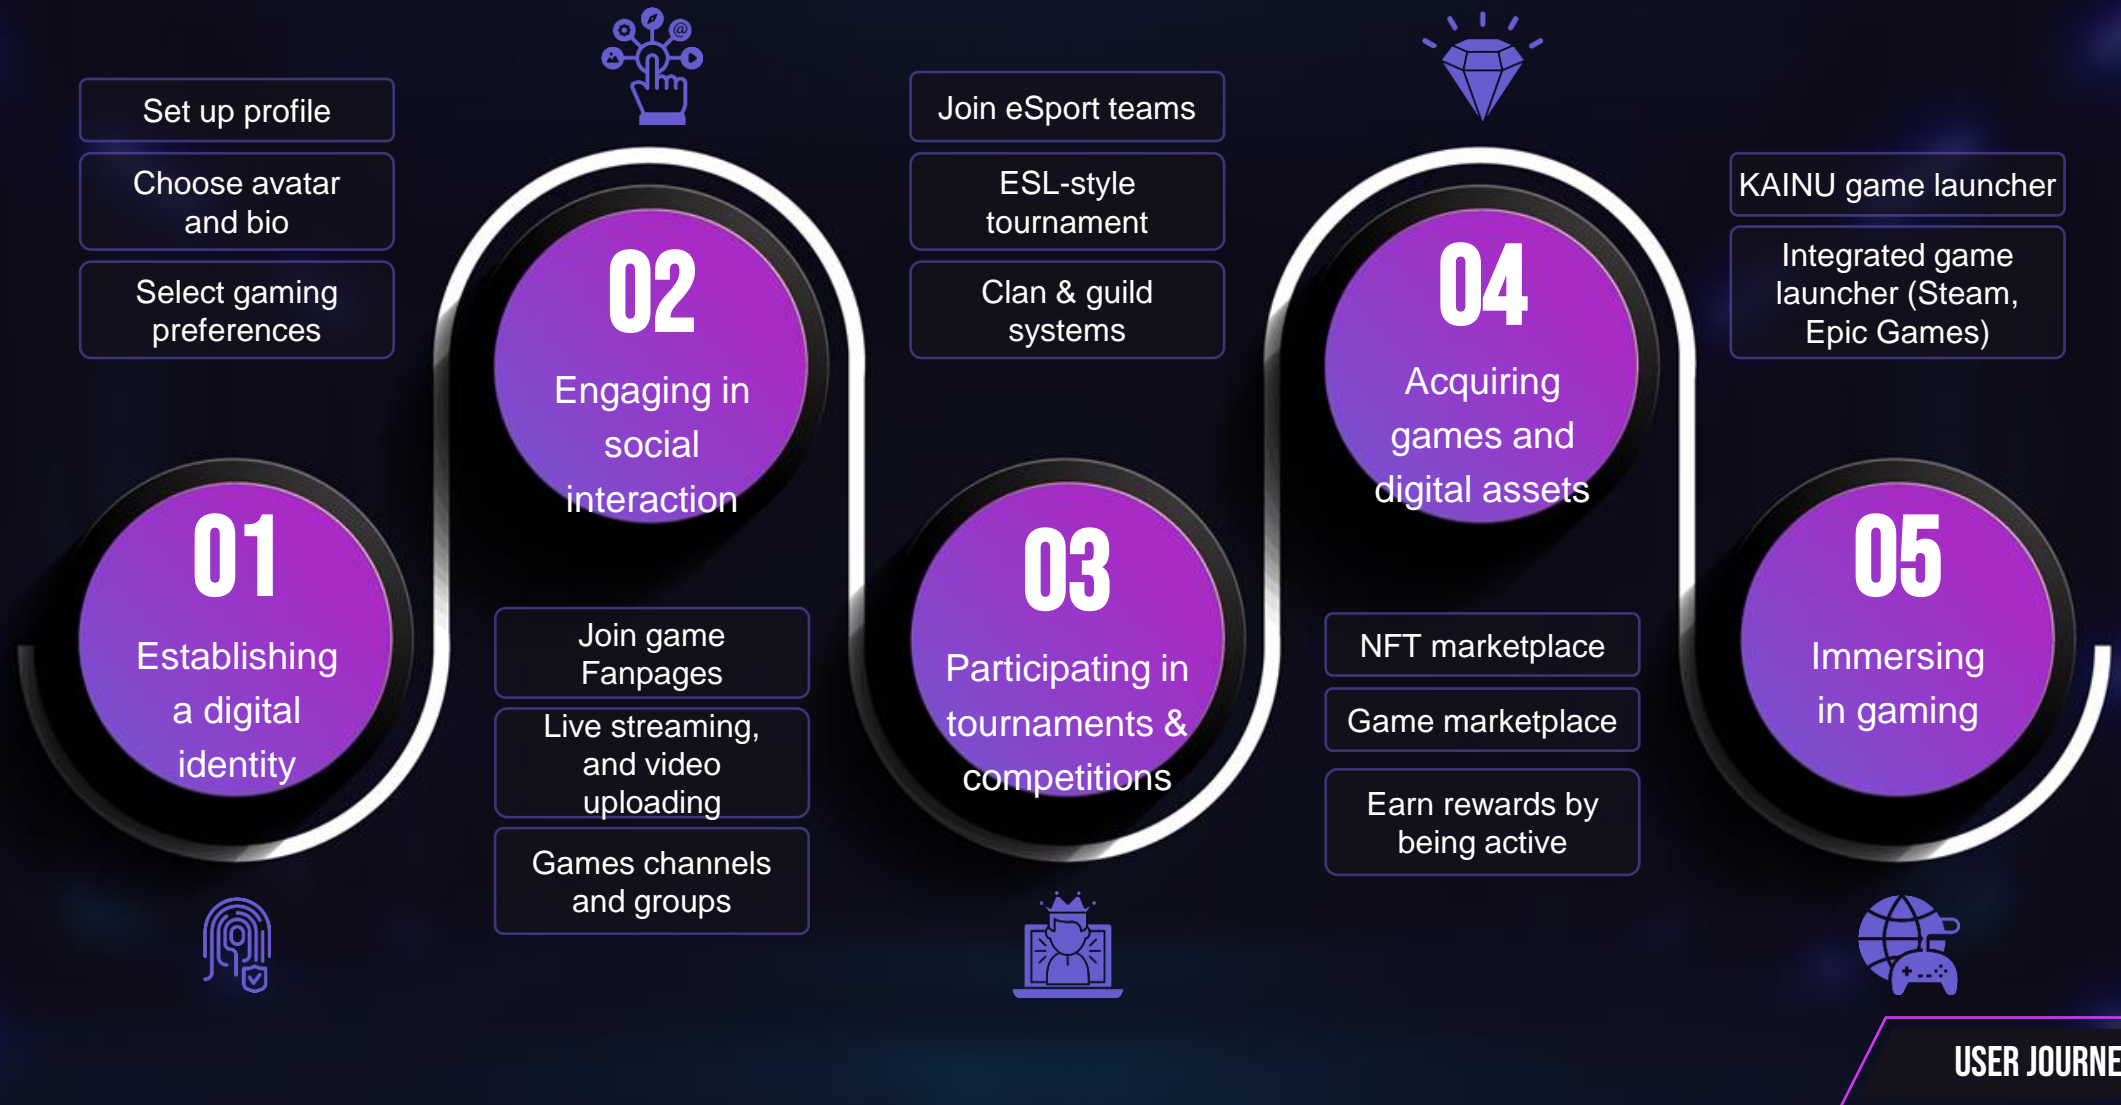 Set up profile
Choose avatar
and bio
Select gaming
preferences
01
Establishing
a digital
identity
02
Engaging in
social
interaction
Join game
Fanpages
Live streaming,
and video
uploading
Games channels
and groups
Join eSport teams
ESL-style
tournament
Clan & guild
systems
03
Participating in
tournaments &
competitions
04
Acquiring
games and
digital assets
NFT marketplace
Game marketplace
Earn rewards by
being active
KAINU game launcher
Integrated game
launcher (Steam,
Epic Games)
05
Immersing
in gaming
USER JOURNE